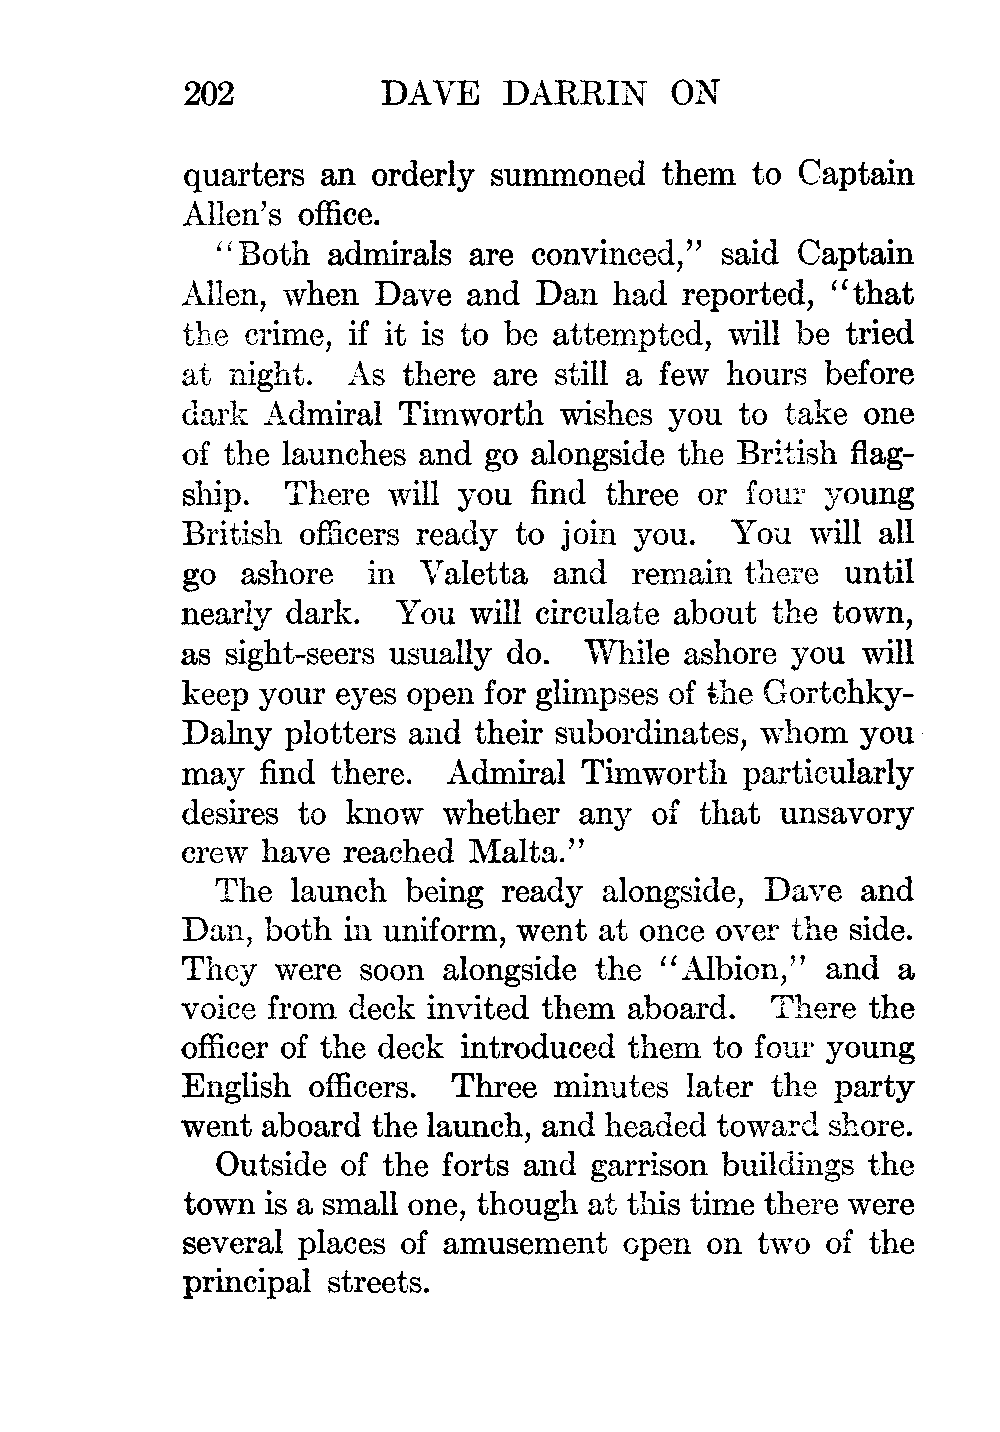 202 DAVE DARRIN ON
quarters an orderly summoned them to Captain
Allen's office.
"Both admirals are convinced," said Captain
Allen, when Dave and Dan had reported, "that
the crime, if it is to be attempted, will be tried
at night. As there are still a few hours before
dark Admiral Timworth wishes you to take one
of the launches and go alongside the British flag-
ship. There will you find three or four young
British officers ready to join you. You will all
go ashore in Valetta and remain there until
nearly dark. You will circulate about the town,
as sight-seers usually do. While ashore you will
keep your eyes open for glimpses of the Gortchky-
Dalny plotters and their subordinates, whom you
may find there. Admiral Timworth particularly
desires to know whether any of that unsavory
crew have reached Malta."
The launch being ready alongside, Dave and
Dan, both in uniform, went at once over the side.
They were soon alongside the "Albion," and a
voice from deck invited them aboard. There the
officer of the deck introduced them to four young
English officers. Three minutes later the party
went aboard the launch, and headed toward shore.
Outside of the forts and garrison buildings the
town is a small one, though at this time there were
several places of amusement open on two of the
principal streets.